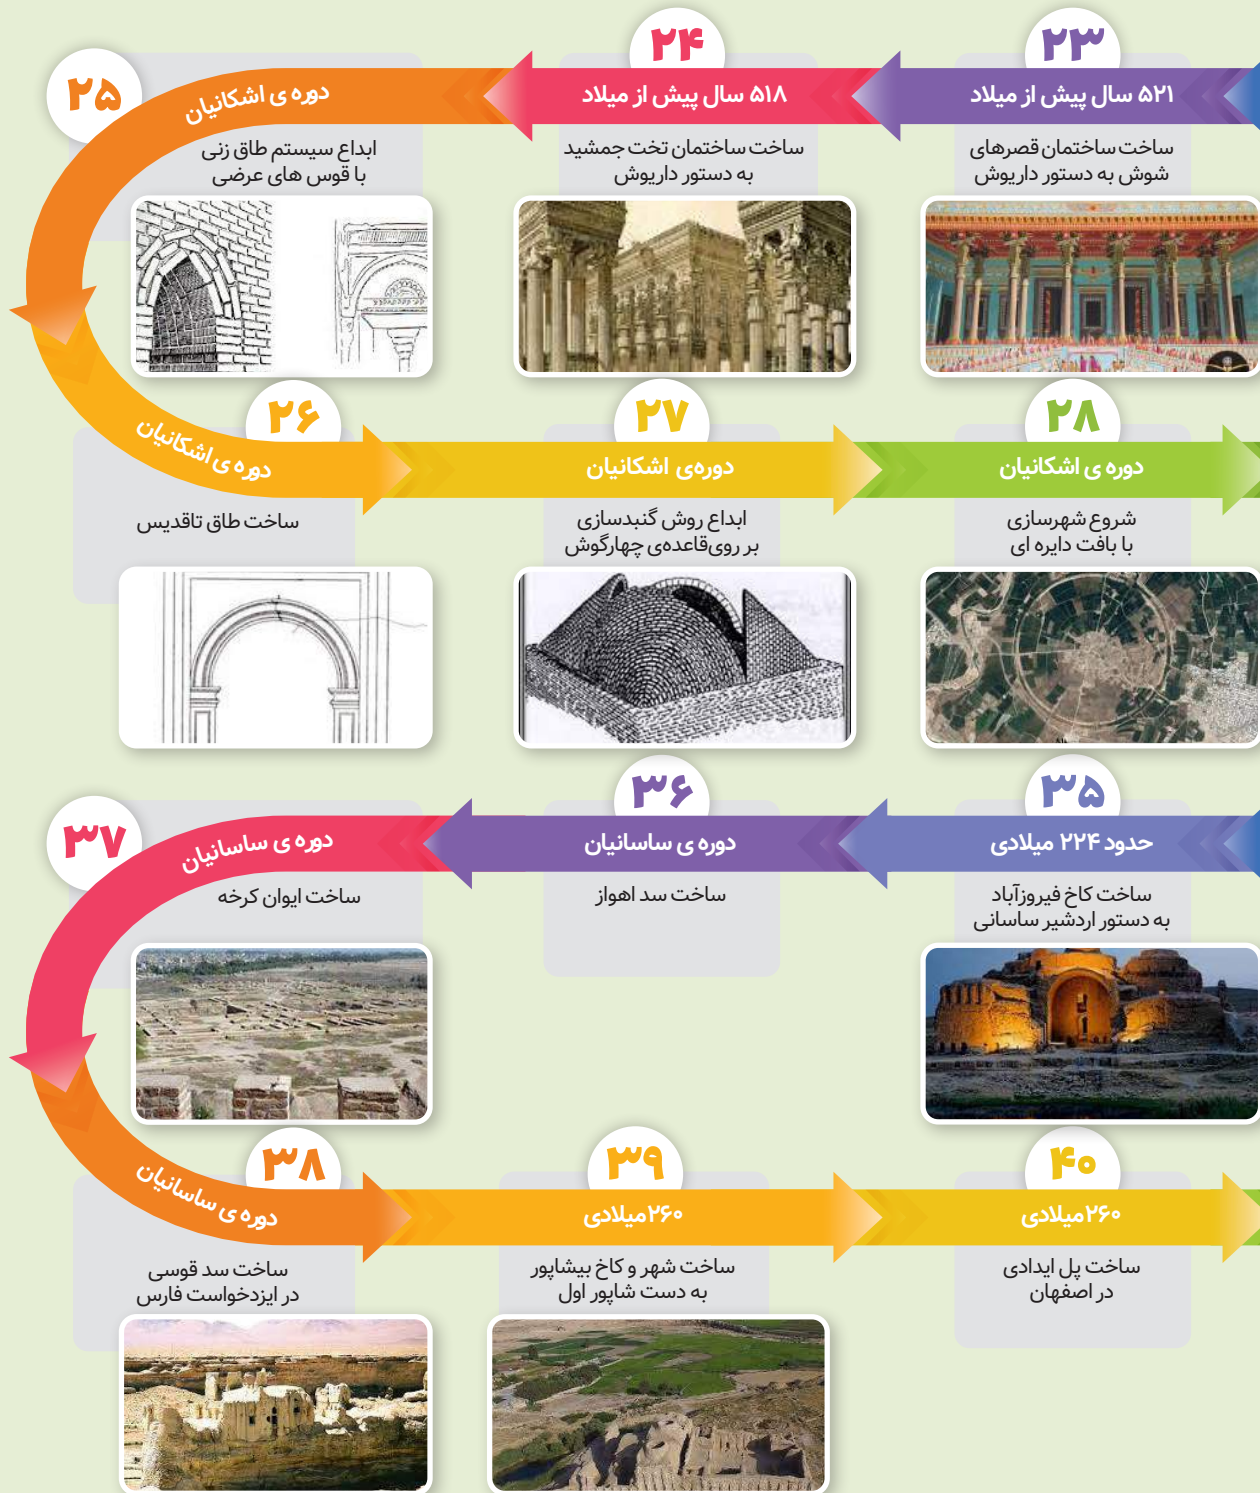 ۲۳
۵۲۱ سال پیش از میلاد
ساخت ساختمان قصرهای
شوش به دستور داریوش
۲۴
۵۱۸ سال پیش از میلاد
ساخت ساختمان تخت جمشید
به دستور داریوش
۲۵
دوره ی اشکانیان
ابداع سیستم طاق زنی
با قوس های عرضی
۲۶
دوره ی اشکانیان
ساخت طاق تاقدیس
۲۷
دوره‌ی اشکانیان
ابداع روش گنبدسازی
بر روی‌قاعده‌ی چهارگوش
۲۸
دوره ی اشکانیان
شروع شهرسازی
با بافت دایره ای
۳۵
حدود ۲۲۴ میلادی
ساخت کاخ فیروزآباد
به دستور اردشیر ساسانی
۳۶
دوره ی ساسانیان
ساخت سد اهواز
۳۷
دوره ی ساسانیان
ساخت ایوان کرخه
۳۸
دوره ی ساسانیان
ساخت سد قوسی
در ایزدخواست فارس
۳۹
۲۶۰میلادی
ساخت شهر و کاخ بیشاپور
به دست شاپور اول
۴۰
۲۶۰میلادی
ساخت پل ایدادی
در اصفهان